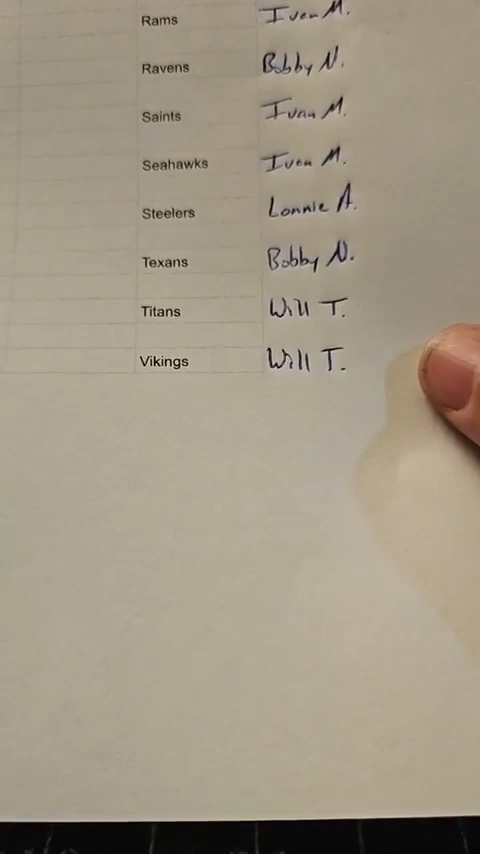 Rams Ivan M.
Ravens Bobby N.
Saints Ivan M.
Seahawks Ivan M.
Steelers Lonnie A.
Texans Bobby N.
Titans Will T.
Vikings Will T.